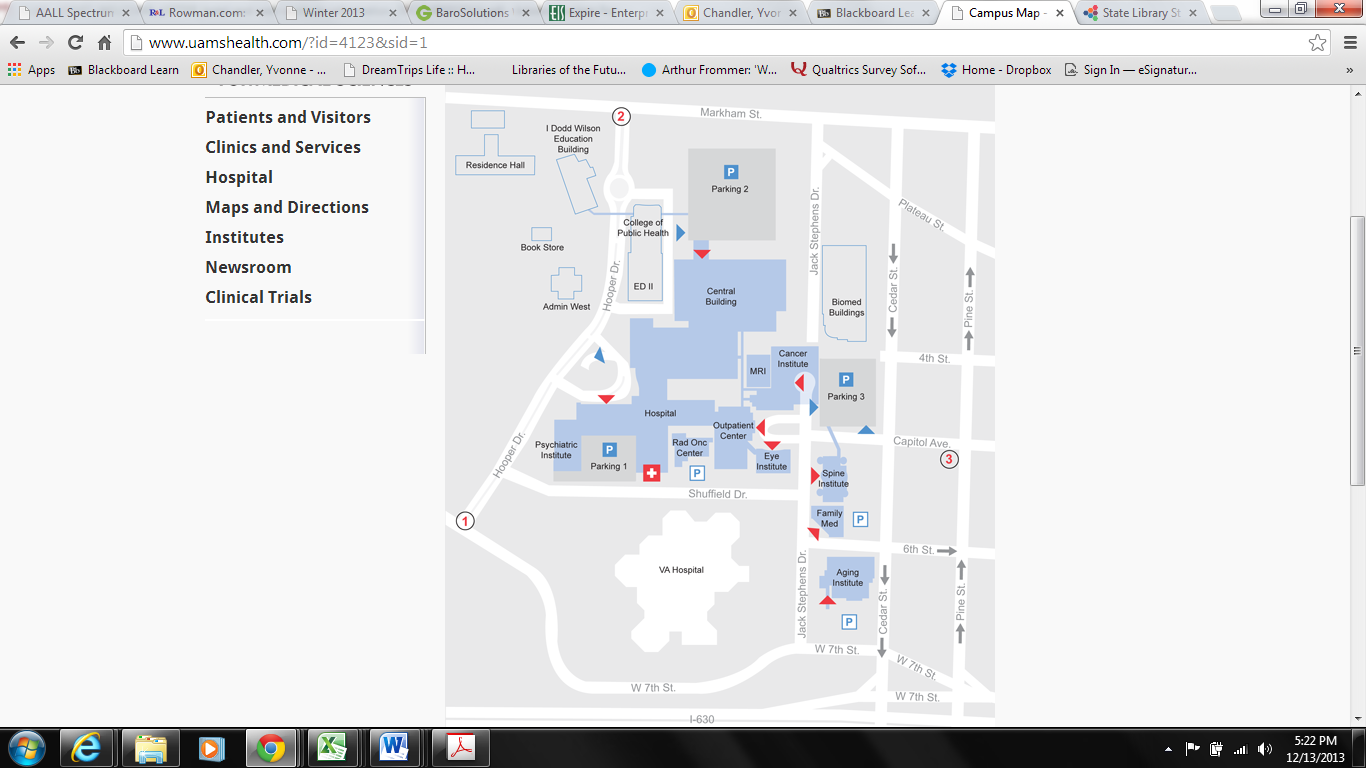 AALL Spectrum
R&L Rowman.com:
Winter 2013
BaroSolutions
EIS Expire - Enterpr
Chandler, Yvon
Bb Blackboard Lea
Campus Map -
State Library St
www.uamshealth.com/?id=4123&sid=1
Apps
Bb Blackboard Learn
Chandler, Yvonne - ...
DreamTrips Life :: H...
Libraries of the Futu...
Arthur Frommer: 'W...
Qualtrics Survey Sof...
Home - Dropbox
Sign In — eSignatur...
»
Patients and Visitors
Clinics and Services
Hospital
Maps and Directions
Institutes
Newsroom
Clinical Trials
Markham St.
2
I Dodd Wilson
Education
Building
Residence Hall
P
Parking 2
Jack Stephens Dr.
Plateau St.
College of
Public Health
Book Store
Hooper Dr.
ED II
Admin West
Central
Building
Biomed
Buildings
Cedar St.
Pine St.
4th St.
Cancer
Institute
MRI
P
Parking 3
Hospital
Outpatient
Center
Capitol Ave.
Hooper Dr.
Psychiatric
Institute
P
Parking 1
Rad Onc
Center
P
Eye
Institute
3
Spine
Institute
Shuffield Dr.
Family
Med
P
1
6th St.
VA Hospital
Jack Stephens Dr.
Aging
Institute
Cedar St.
Pine St.
P
W 7th St.
W 7th St.
W 7th St.
W 7th St.
I-630
5:22 PM
12/13/2013